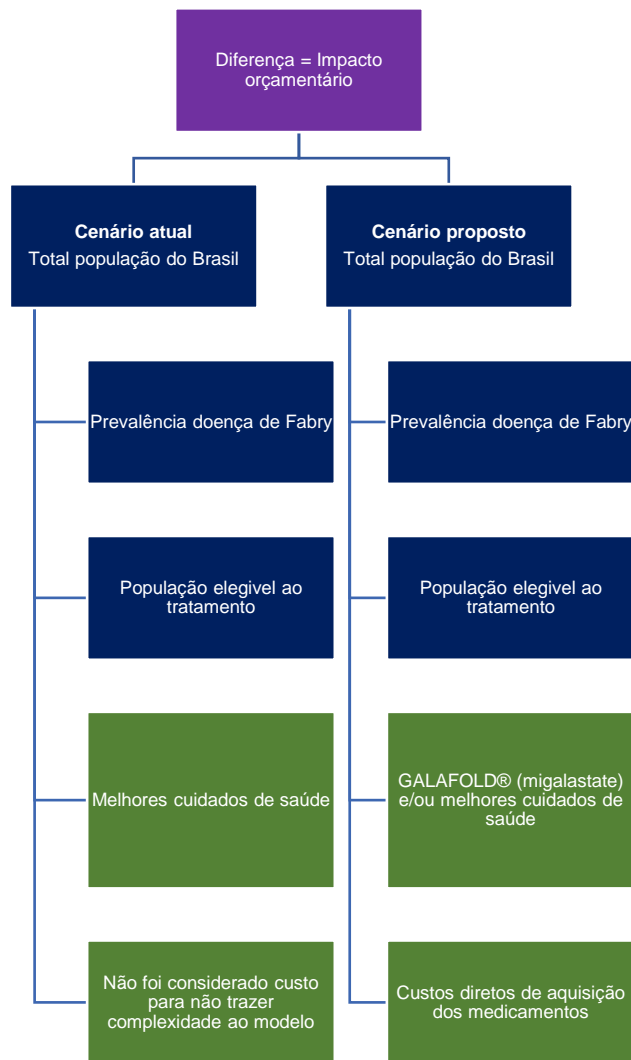 Diferença = Impacto
orçamentário
Cenário atual
Total população do Brasil
Cenário proposto
Total população do Brasil
Prevalência doença de Fabry
Prevalência doença de Fabry
População elegivel ao
tratamento
População elegivel ao
tratamento
Melhores cuidados de saúde
GALAFOLD® (migalastate)
e/ou melhores cuidados de
saúde
Não foi considerado custo
para não trazer
complexidade ao modelo
Custos diretos de aquisição
dos medicamentos